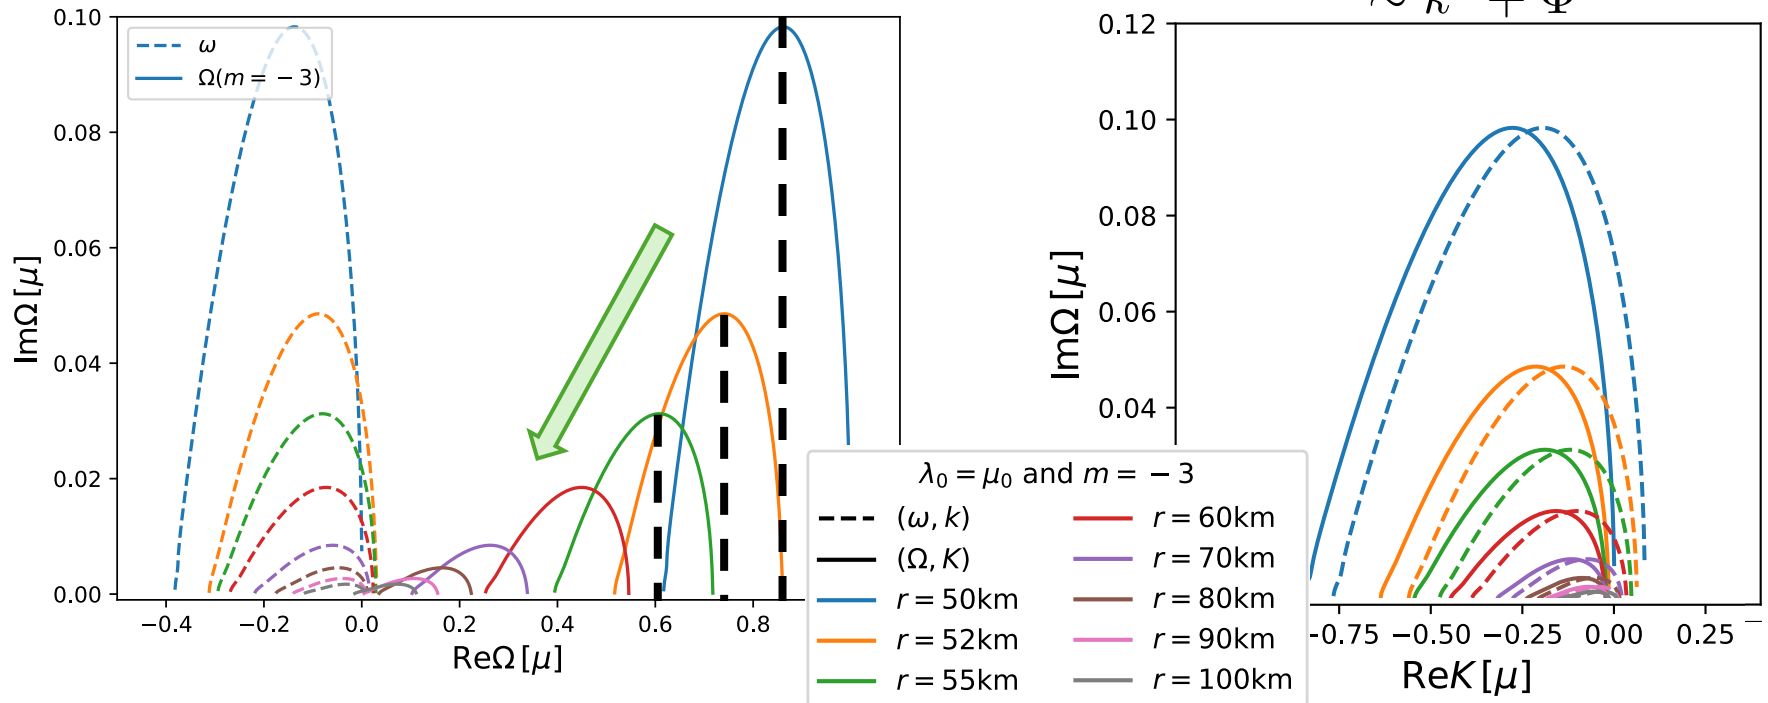 ∼ k ∓ Φ
0.10
0.08
0.06
0.04
0.02
0.00
ImΩ [μ]
ω
Ω(m = − 3)
−0.4 −0.2 0.0 0.2 0.4 0.6 0.8
ReΩ [μ]
0.12
0.10
0.08
0.06
0.04
ImΩ [μ]
−0.75 −0.50 −0.25 0.00 0.25
ReK [μ]
λ₀ = μ₀ and m = − 3
(ω, k)
(Ω, K)
r = 50km
r = 52km
r = 55km
r = 60km
r = 70km
r = 80km
r = 90km
r = 100km